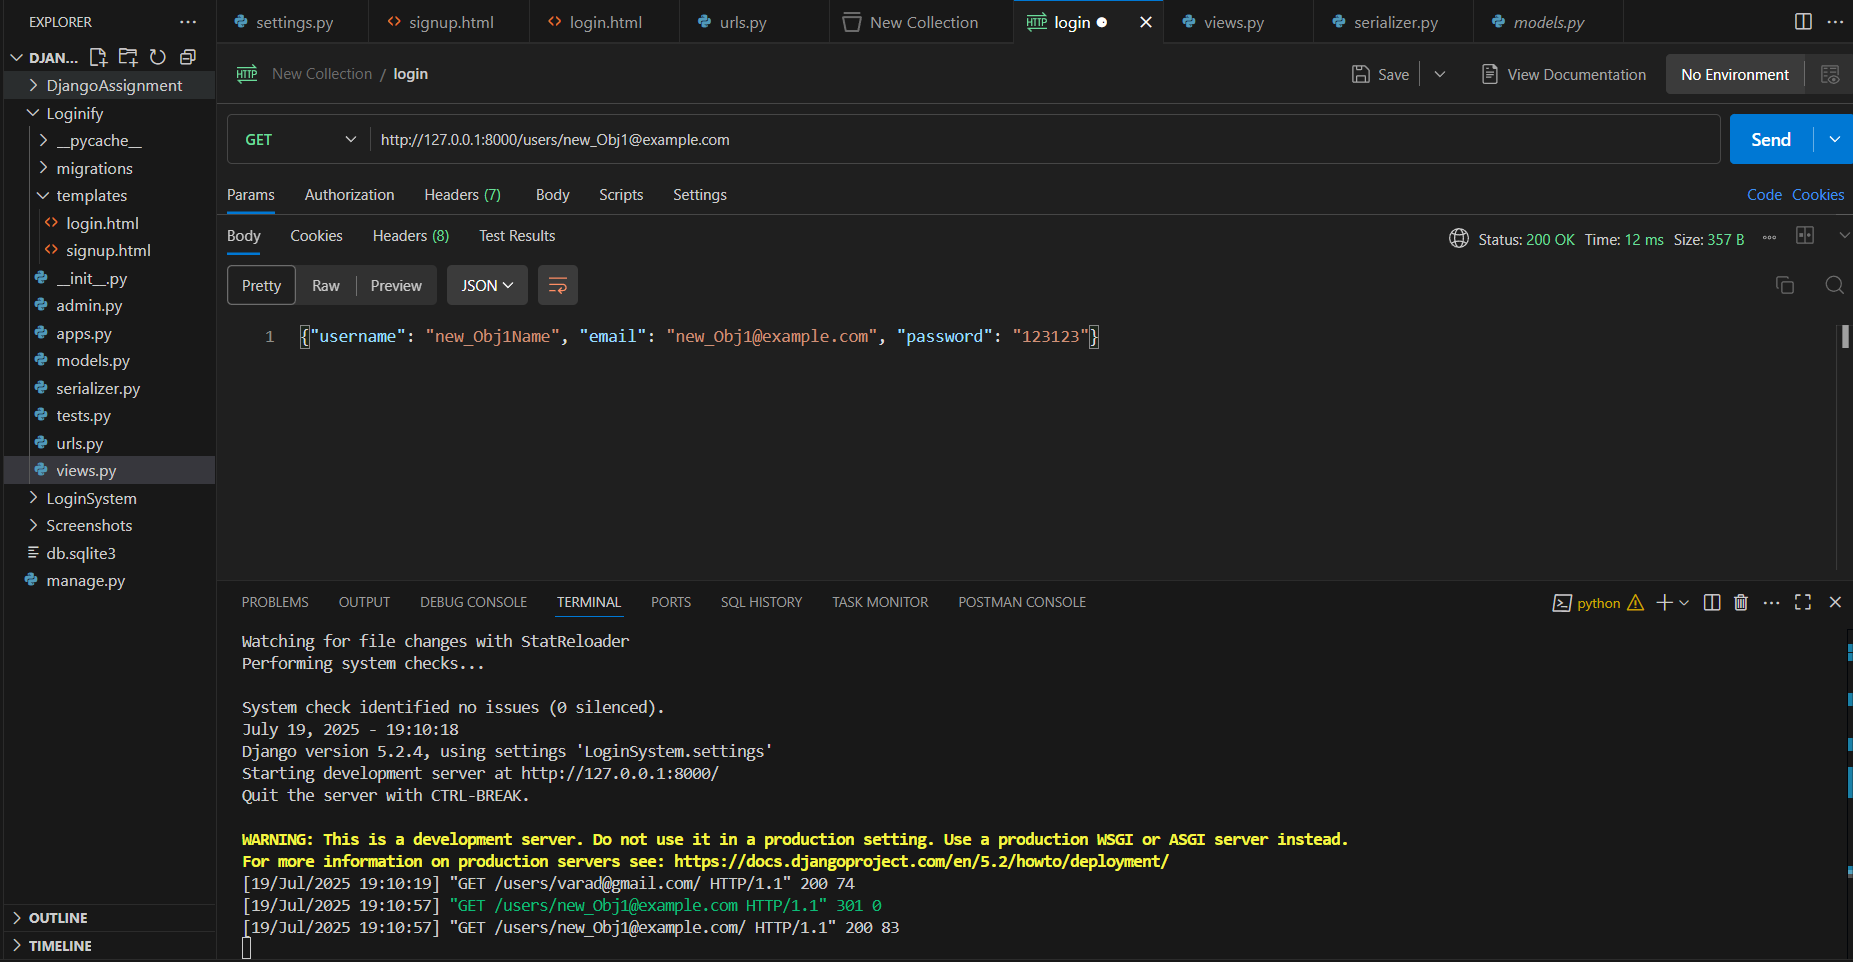 EXPLORER
DJAN...
DjangoAssignment
Loginify
__pycache__
migrations
templates
login.html
signup.html
__init__.py
admin.py
apps.py
models.py
serializer.py
tests.py
urls.py
views.py
LoginSystem
Screenshots
db.sqlite3
manage.py
OUTLINE
TIMELINE
settings.py signup.html login.html urls.py New Collection login views.py serializer.py models.py
New Collection / login Save View Documentation No Environment
GET http://127.0.0.1:8000/users/new_Obj1@example.com Send
Params Authorization Headers (7) Body Scripts Settings Code Cookies
Body Cookies Headers (8) Test Results Status: 200 OK Time: 12 ms Size: 357 B
Pretty Raw Preview JSON
1 {"username": "new_Obj1Name", "email": "new_Obj1@example.com", "password": "123123"}
PROBLEMS OUTPUT DEBUG CONSOLE TERMINAL PORTS SQL HISTORY TASK MONITOR POSTMAN CONSOLE python
Watching for file changes with StatReloader
Performing system checks...
System check identified no issues (0 silenced).
July 19, 2025 - 19:10:18
Django version 5.2.4, using settings 'LoginSystem.settings'
Starting development server at http://127.0.0.1:8000/
Quit the server with CTRL-BREAK.
WARNING: This is a development server. Do not use it in a production setting. Use a production WSGI or ASGI server instead.
For more information on production servers see: https://docs.djangoproject.com/en/5.2/howto/deployment/
[19/Jul/2025 19:10:19] "GET /users/varad@gmail.com/ HTTP/1.1" 200 74
[19/Jul/2025 19:10:57] "GET /users/new_Obj1@example.com HTTP/1.1" 301 0
[19/Jul/2025 19:10:57] "GET /users/new_Obj1@example.com/ HTTP/1.1" 200 83